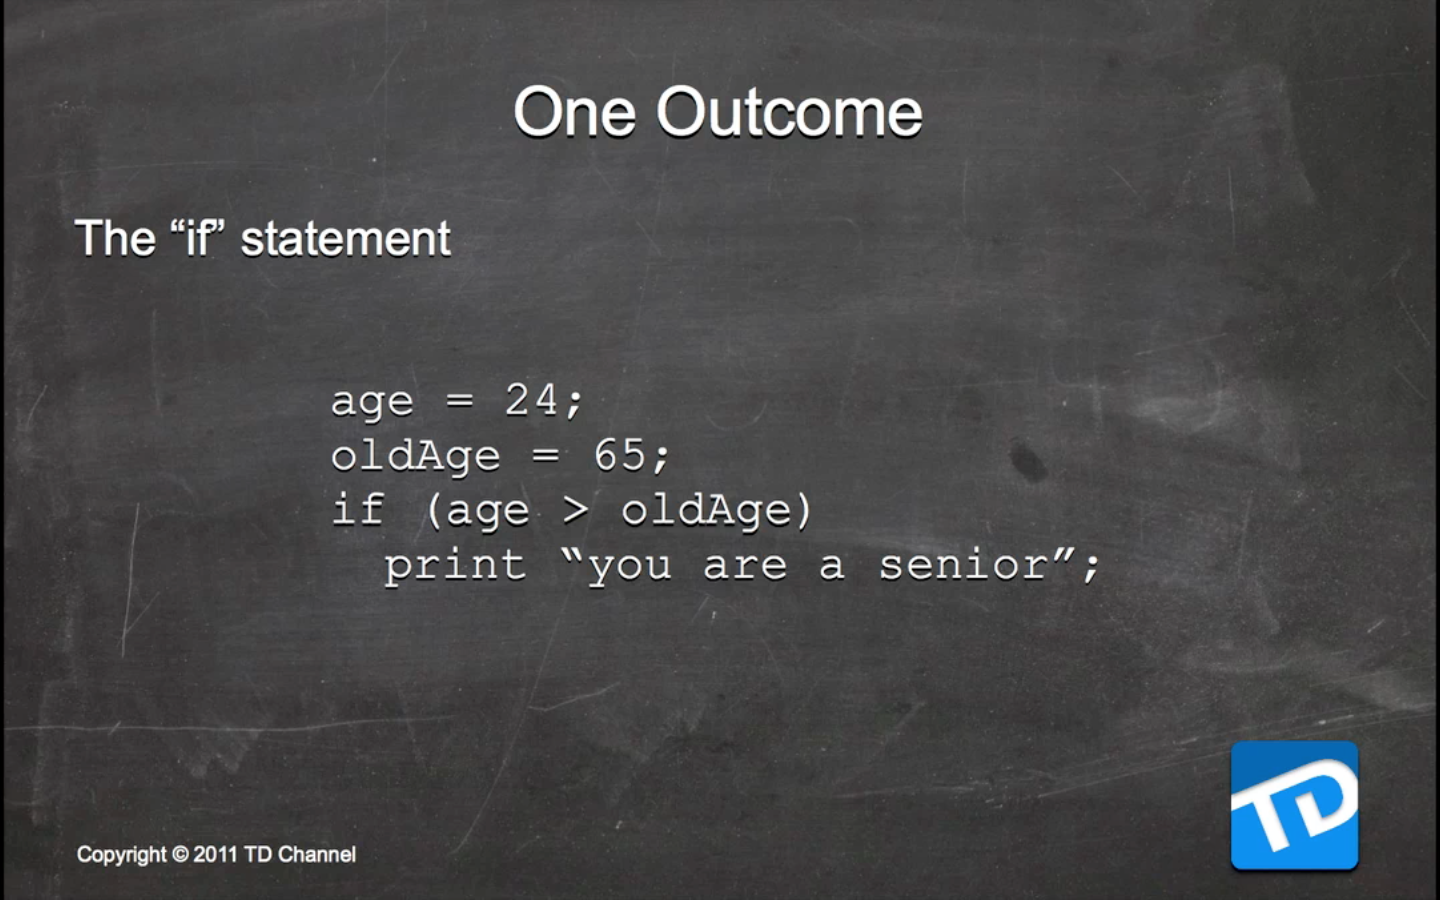 One Outcome
The “if” statement
age = 24;
oldAge = 65;
if (age > oldAge)
print “you are a senior”;
Copyright © 2011 TD Channel
TD